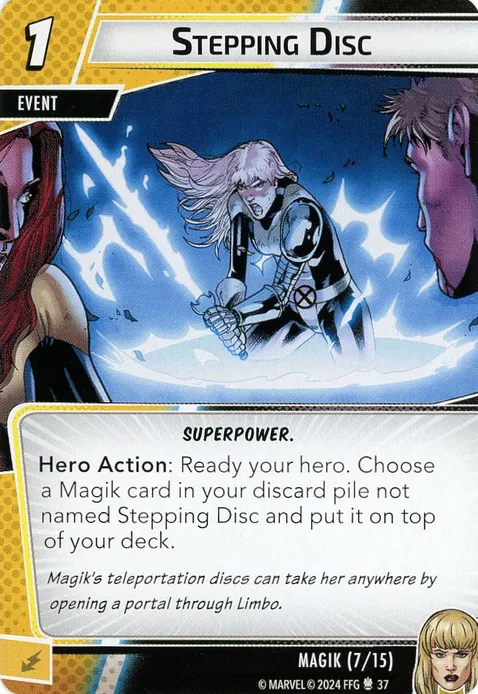 1
STEPPING DISC
EVENT
SUPERPOWER.
Hero Action: Ready your hero. Choose
a Magik card in your discard pile not
named Stepping Disc and put it on top
of your deck.
Magik's teleportation discs can take her anywhere by
opening a portal through Limbo.
MAGIK (7/15)
© MARVEL © 2024 FFG 37